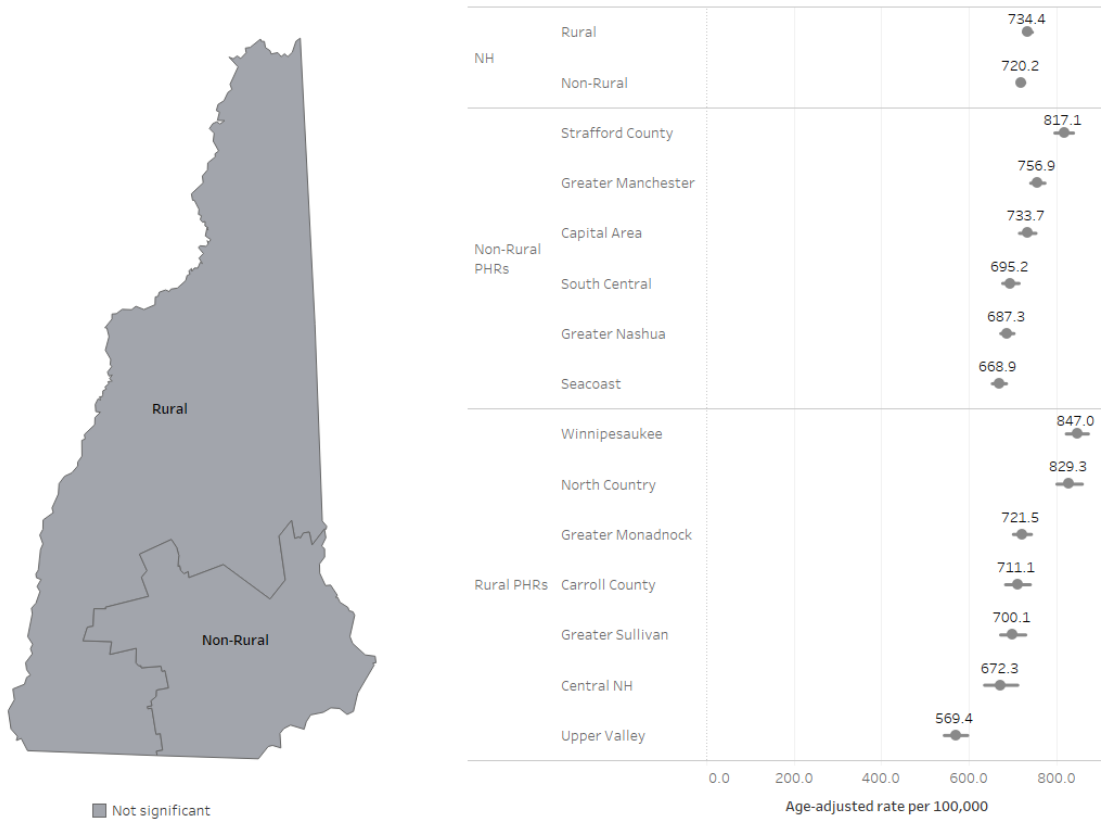 Rural
Non-Rural
Not significant
NH
Rural
734.4
Non-Rural
720.2
Non-Rural
PHRs
Strafford County
817.1
Greater Manchester
756.9
Capital Area
733.7
South Central
695.2
Greater Nashua
687.3
Seacoast
668.9
Rural PHRs
Winnipesaukee
847.0
North Country
829.3
Greater Monadnock
721.5
Carroll County
711.1
Greater Sullivan
700.1
Central NH
672.3
Upper Valley
569.4
0.0 200.0 400.0 600.0 800.0
Age-adjusted rate per 100,000